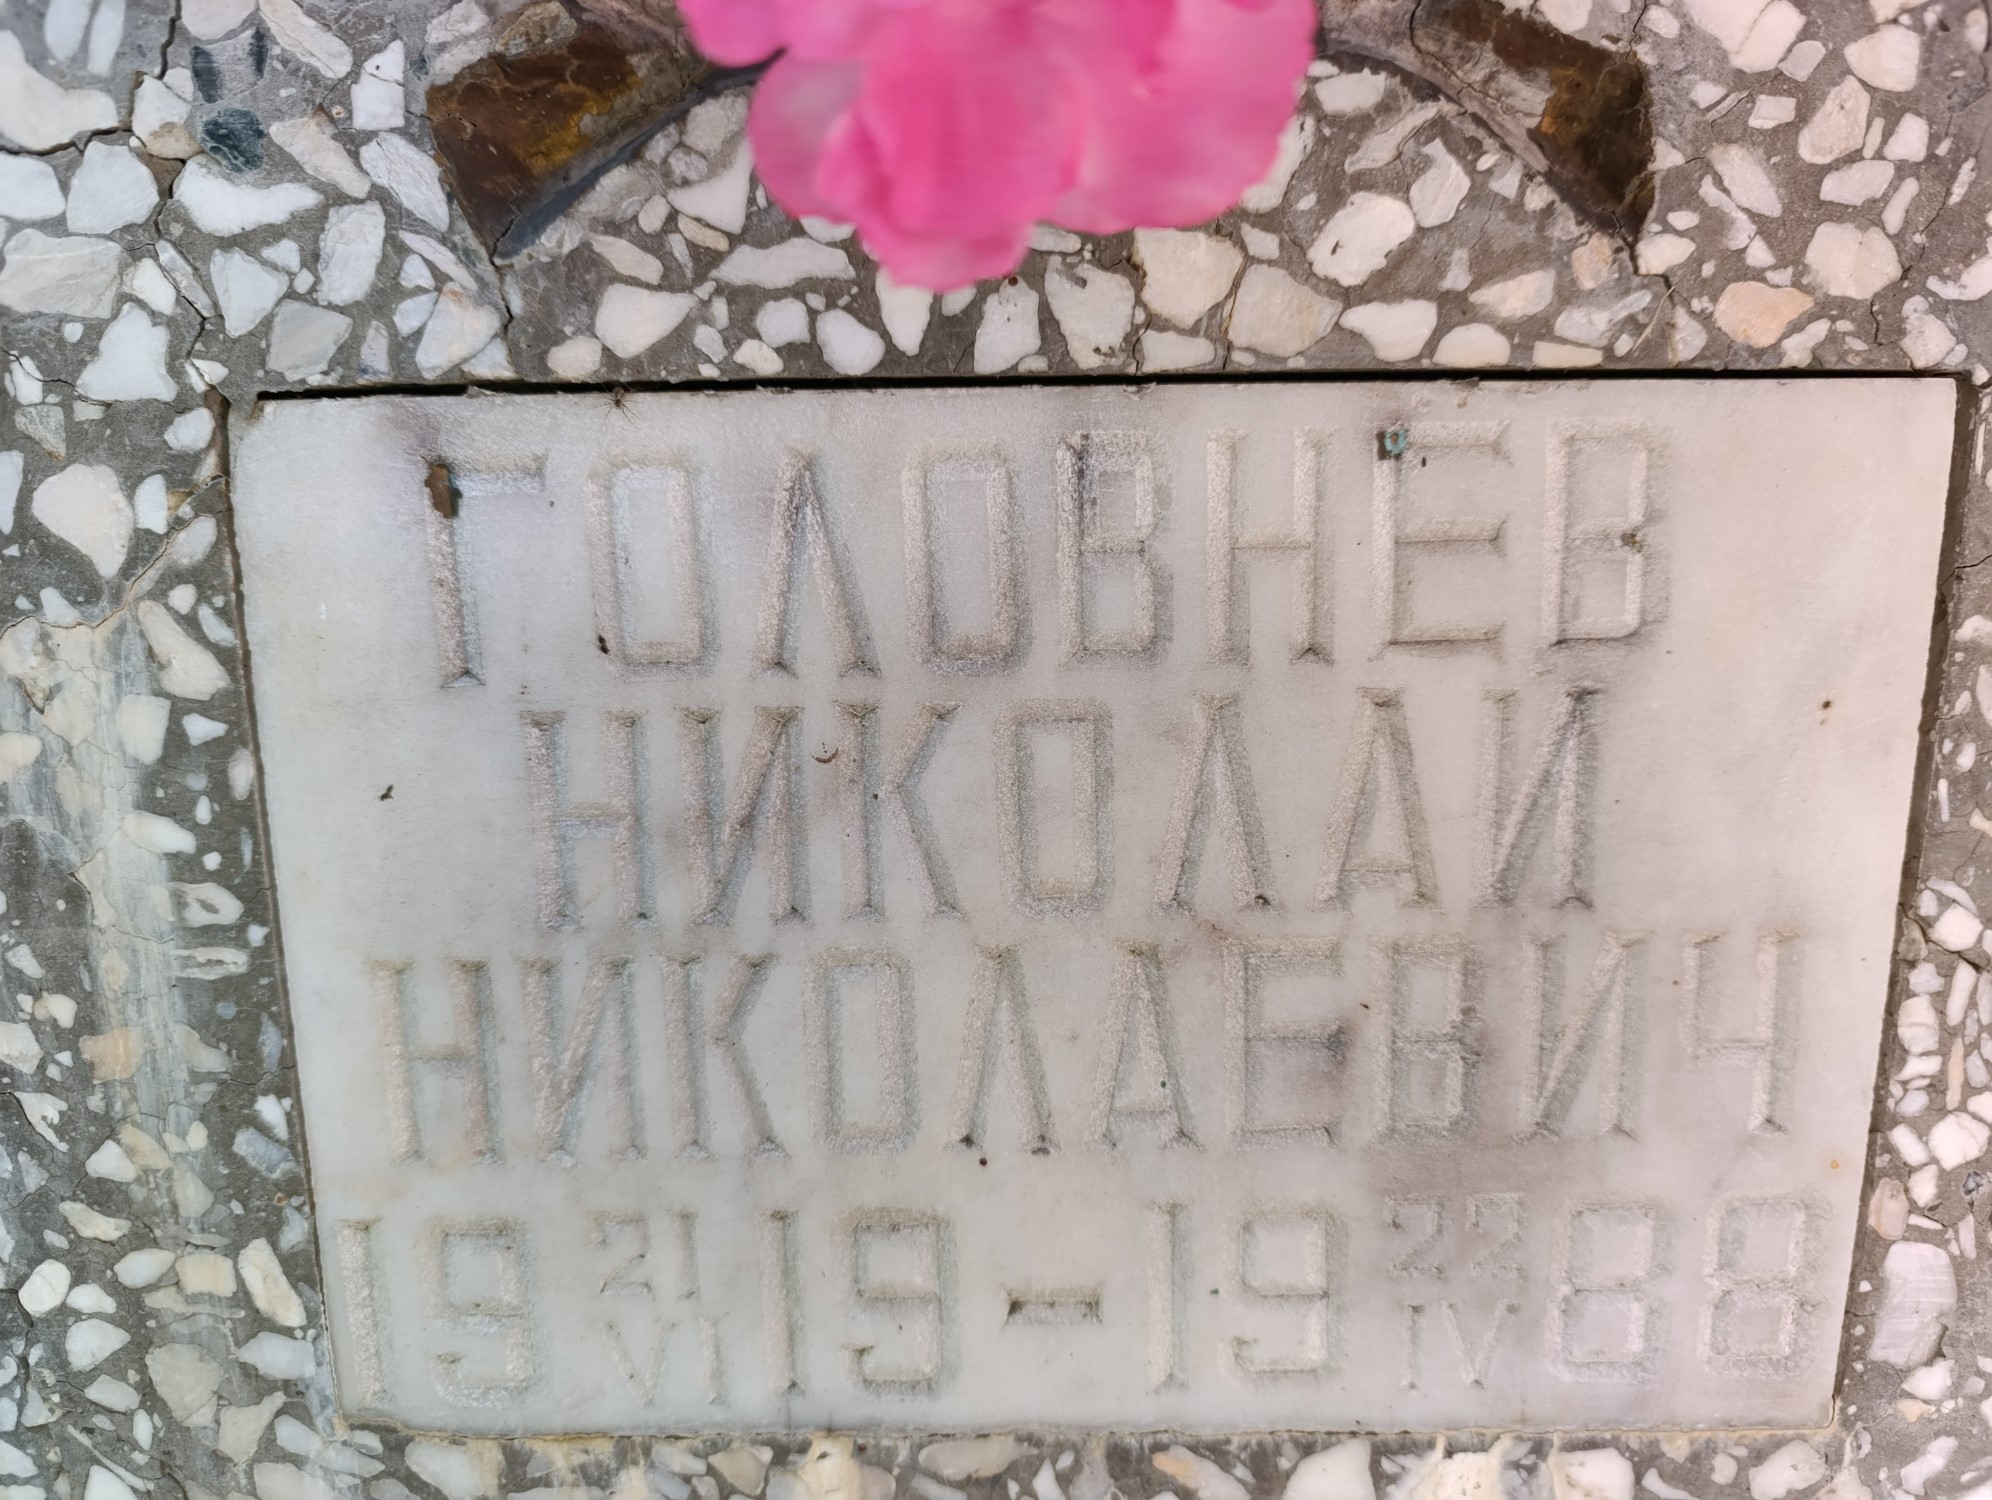 ГОЛОВНЕВ
НИКОЛАЙ
НИКОЛАЕВИЧ
19 21/VI 19 - 19 22/IV 88